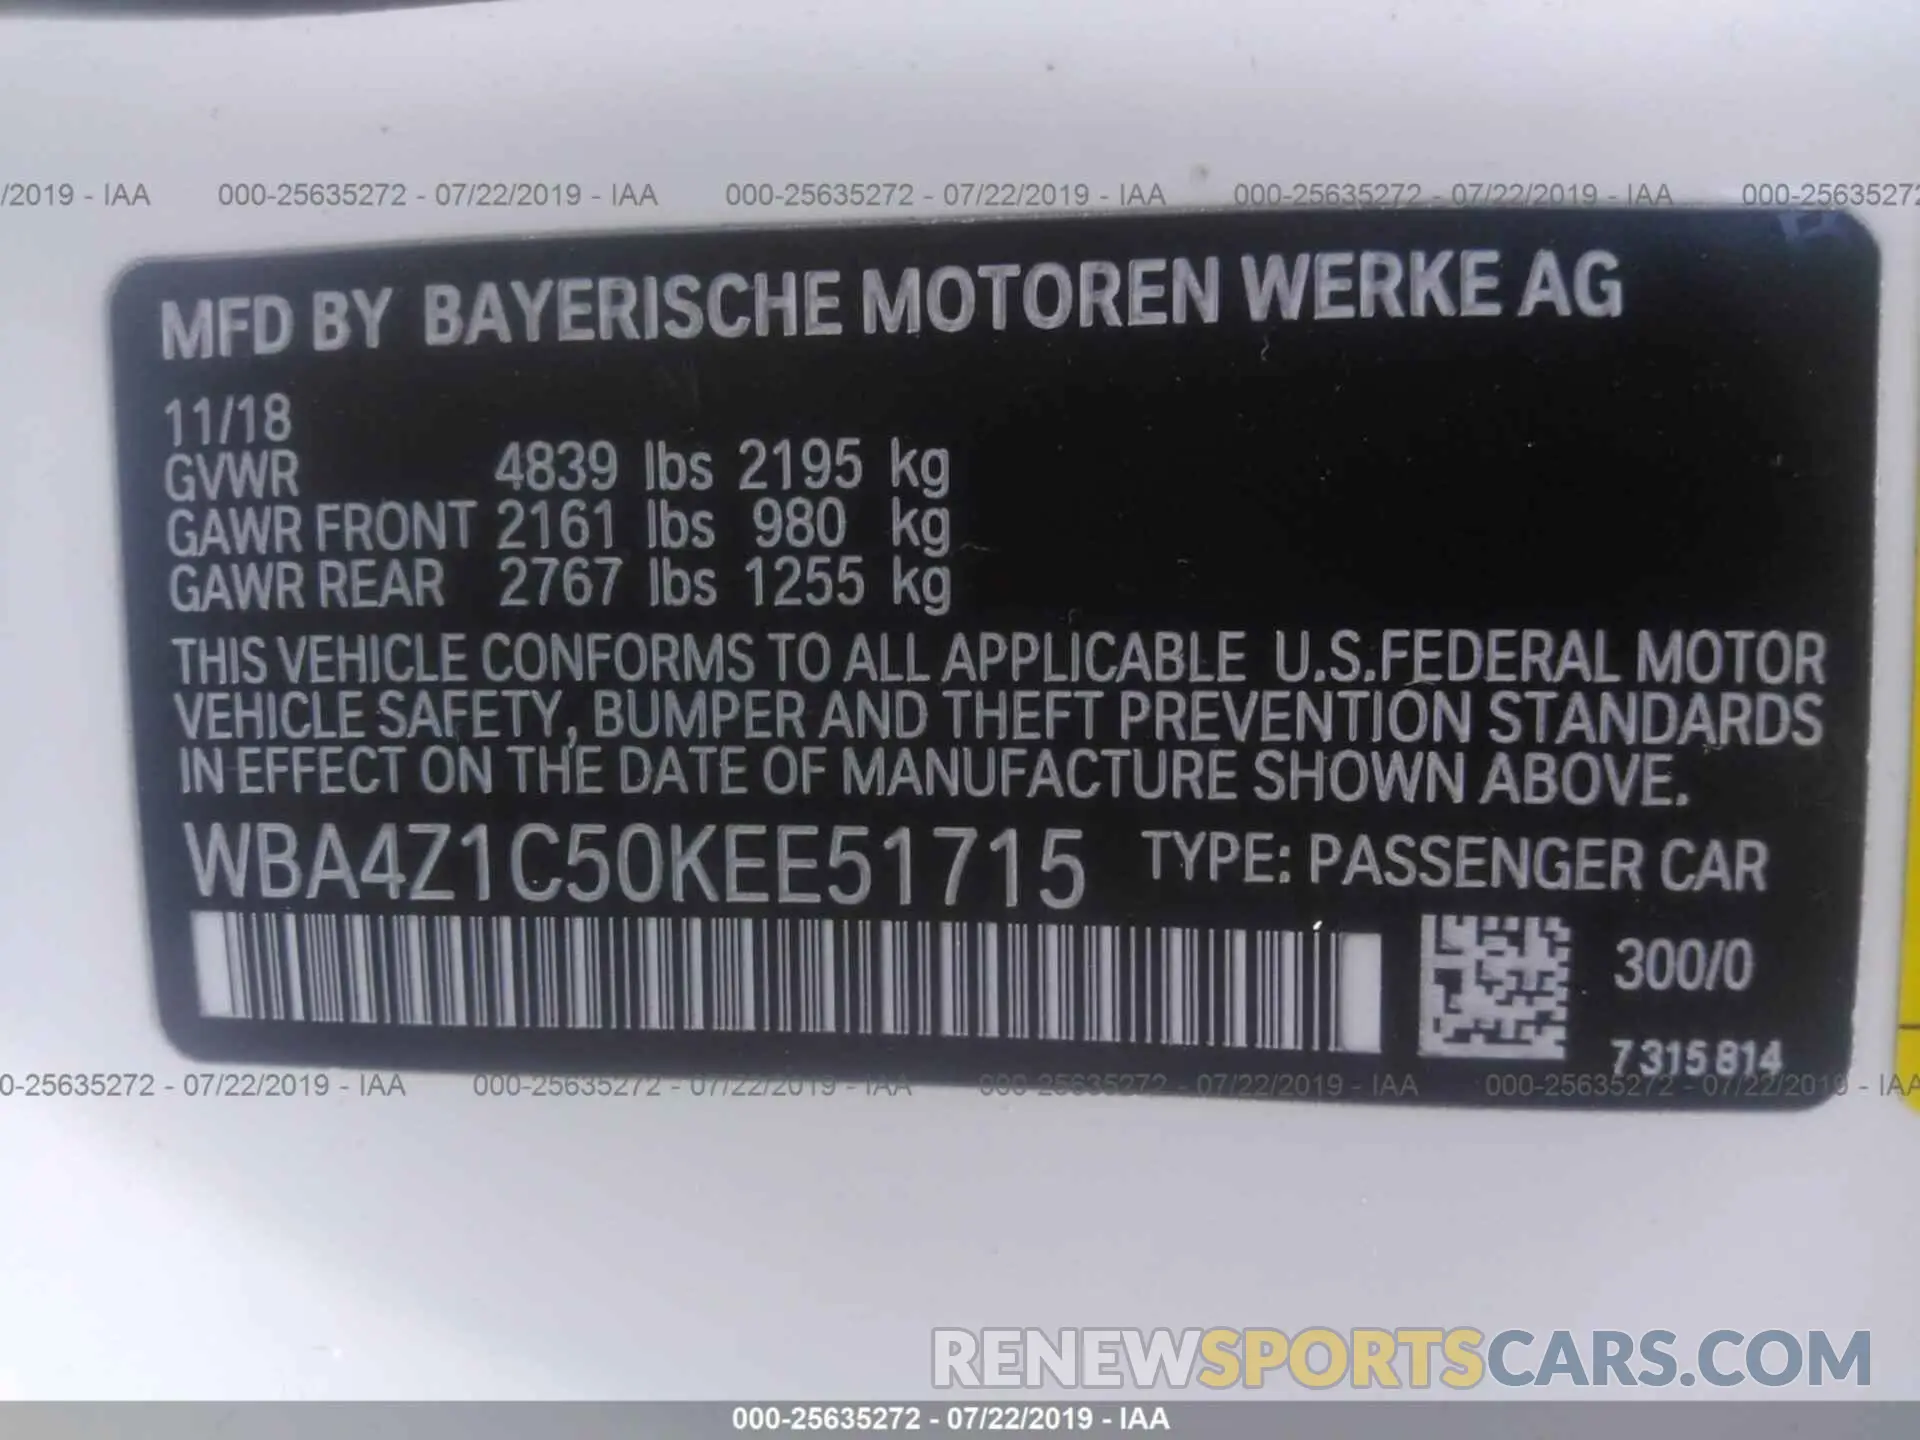 /2019 - IAA 000-25635272 - 07/22/2019 - IAA 000-25635272 - 07/22/2019 - IAA 000-25635272 - 07/22/2019 - IAA 000-25635272
MFD BY BAYERISCHE MOTOREN WERKE AG
11/18
GVWR 4839 lbs 2195 kg
GAWR FRONT 2161 lbs 980 kg
GAWR REAR 2767 lbs 1255 kg
THIS VEHICLE CONFORMS TO ALL APPLICABLE U.S.FEDERAL MOTOR
VEHICLE SAFETY, BUMPER AND THEFT PREVENTION STANDARDS
IN EFFECT ON THE DATE OF MANUFACTURE SHOWN ABOVE.
WBA4Z1C50KEE51715 TYPE: PASSENGER CAR
300/0
7 315 814
0-25635272 - 07/22/2019 - IAA 000-25635272 - 07/22/2019 - IAA 000-25635272 - 07/22/2019 - IAA 000-25635272 - 07/22/2019 - IAA
RENEWSPORTSCARS.COM
000-25635272 - 07/22/2019 - IAA